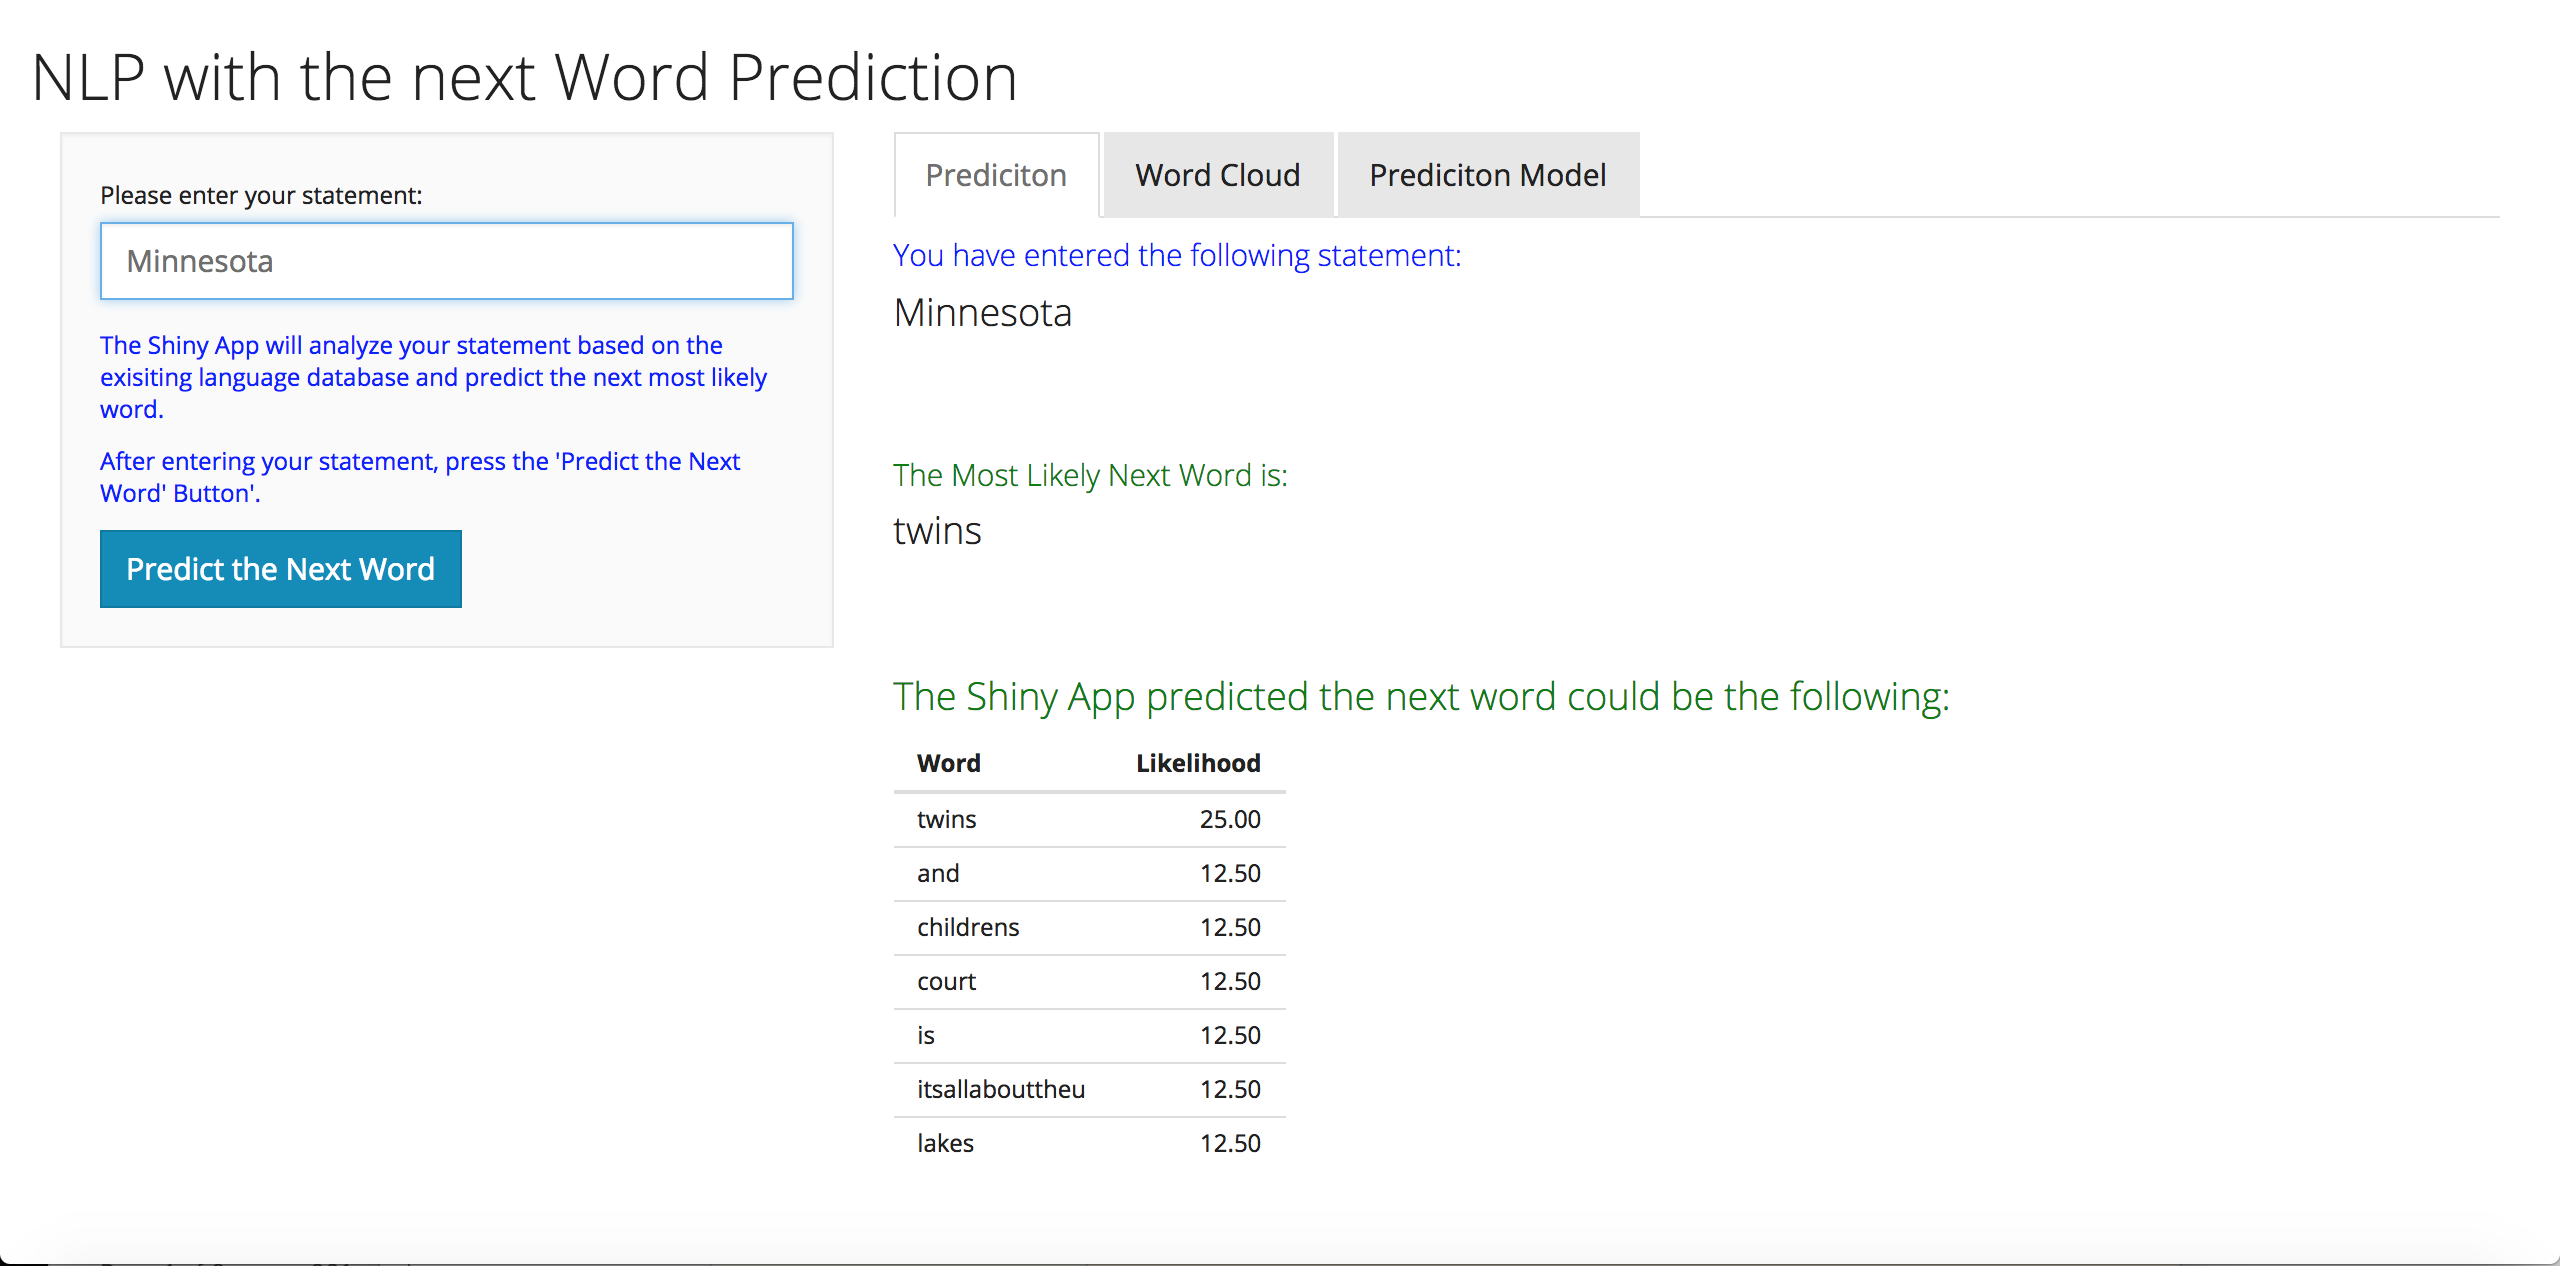 NLP with the next Word Prediction
Please enter your statement:
Minnesota
The Shiny App will analyze your statement based on the
exisiting language database and predict the next most likely
word.
After entering your statement, press the 'Predict the Next
Word' Button'.
Predict the Next Word
Prediciton Word Cloud Prediciton Model
You have entered the following statement:
Minnesota
The Most Likely Next Word is:
twins
The Shiny App predicted the next word could be the following:
Word Likelihood
twins 25.00
and 12.50
childrens 12.50
court 12.50
is 12.50
itsallabouttheu 12.50
lakes 12.50